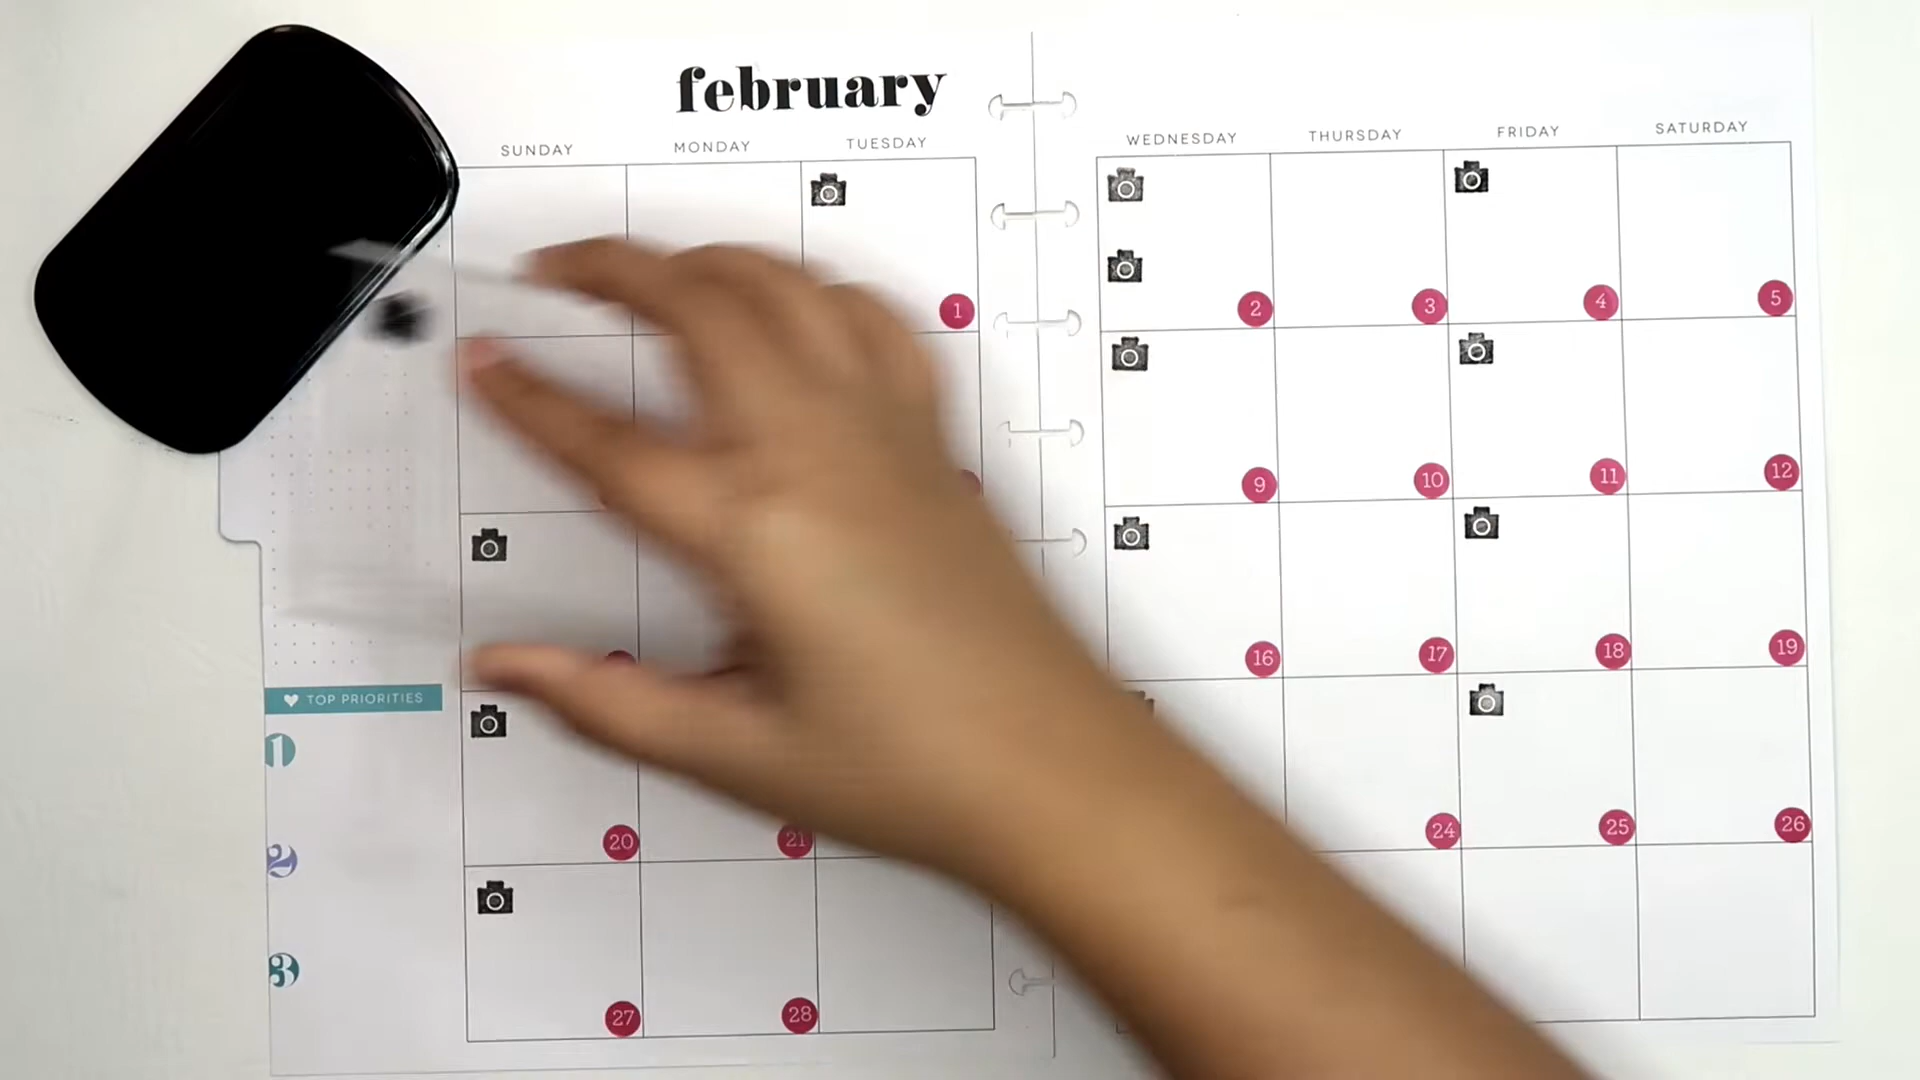 february
SUNDAY MONDAY TUESDAY WEDNESDAY THURSDAY FRIDAY SATURDAY
1 2 3 4 5
9 10 11 12
16 17 18 19
TOP PRIORITIES
1
20 21 24 25 26
2
3
27 28